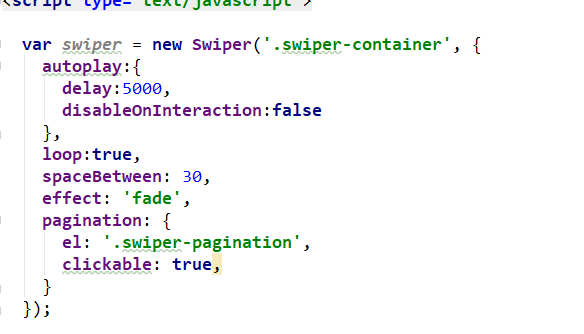 <script type="text/javascript">
var swiper = new Swiper('.swiper-container', {
autoplay:{
delay:5000,
disableOnInteraction:false
},
loop:true,
spaceBetween: 30,
effect: 'fade',
pagination: {
el: '.swiper-pagination',
clickable: true,
}
});